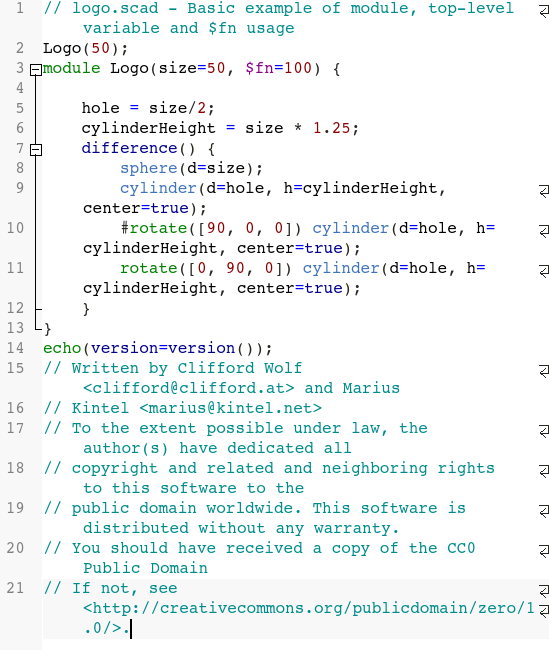 1 // logo.scad - Basic example of module, top-level
variable and $fn usage
2 Logo(50);
3 module Logo(size=50, $fn=100) {
4
5 hole = size/2;
6 cylinderHeight = size * 1.25;
7 difference() {
8 sphere(d=size);
9 cylinder(d=hole, h=cylinderHeight,
center=true);
10 #rotate([90, 0, 0]) cylinder(d=hole, h=
cylinderHeight, center=true);
11 rotate([0, 90, 0]) cylinder(d=hole, h=
cylinderHeight, center=true);
12 }
13 }
14 echo(version=version());
15 // Written by Clifford Wolf
<clifford@clifford.at> and Marius
16 // Kintel <marius@kintel.net>
17 // To the extent possible under law, the
author(s) have dedicated all
18 // copyright and related and neighboring rights
to this software to the
19 // public domain worldwide. This software is
distributed without any warranty.
20 // You should have received a copy of the CC0
Public Domain
21 // If not, see
<http://creativecommons.org/publicdomain/zero/1
.0/>.